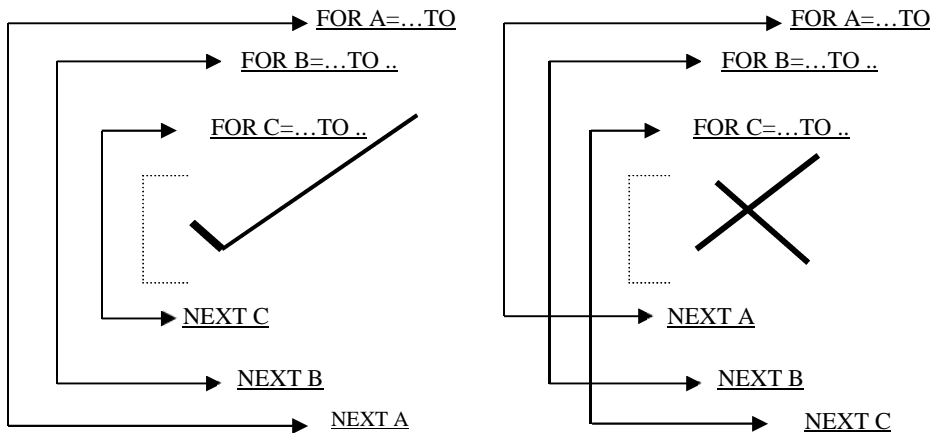 FOR A=…TO
FOR B=…TO ..
FOR C=…TO ..
NEXT C
NEXT B
NEXT A
FOR A=…TO
FOR B=…TO ..
FOR C=…TO ..
NEXT A
NEXT B
NEXT C